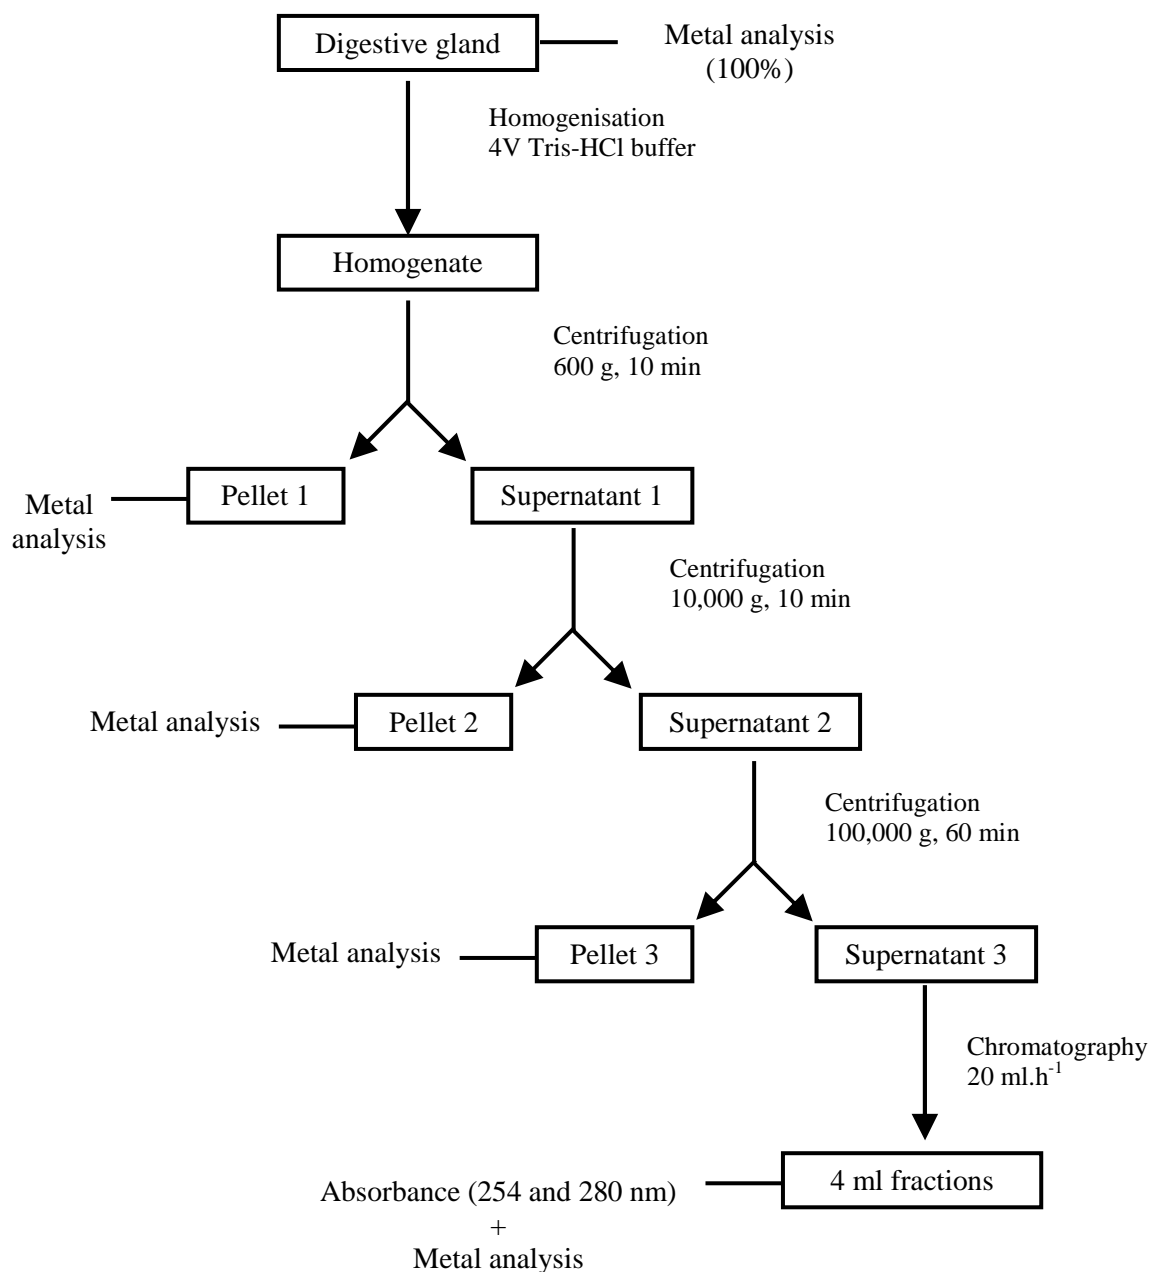 Digestive gland
Metal analysis
(100%)
Homogenisation
4V Tris-HCl buffer
Homogenate
Centrifugation
600 g, 10 min
Pellet 1
Supernatant 1
Metal
analysis
Centrifugation
10,000 g, 10 min
Metal analysis
Pellet 2
Supernatant 2
Centrifugation
100,000 g, 60 min
Metal analysis
Pellet 3
Supernatant 3
Chromatography
20 ml.h⁻¹
4 ml fractions
Absorbance (254 and 280 nm)
+
Metal analysis